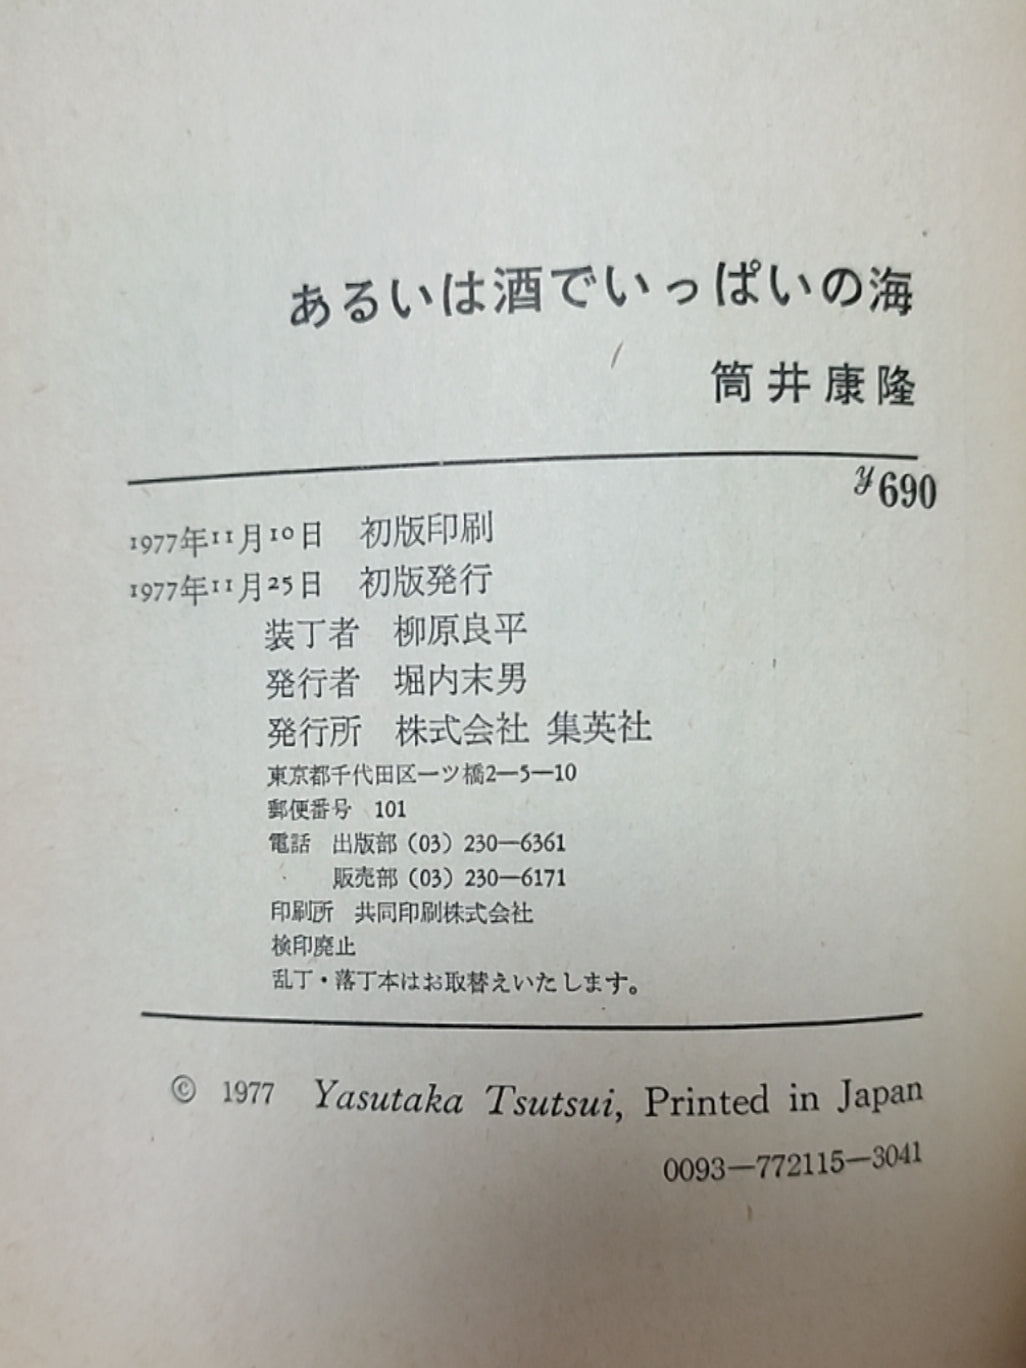 あるいは酒でいっぱいの海
筒井康隆
¥690
1977年11月10日 初版印刷
1977年11月25日 初版発行
装丁者 柳原良平
発行者 堀内末男
発行所 株式会社 集英社
東京都千代田区一ツ橋2—5—10
郵便番号 101
電話 出版部(03)230—6361
販売部(03)230—6171
印刷所 共同印刷株式会社
検印廃止
乱丁・落丁本はお取替えいたします。
© 1977 Yasutaka Tsutsui, Printed in Japan
0093—772115—3041